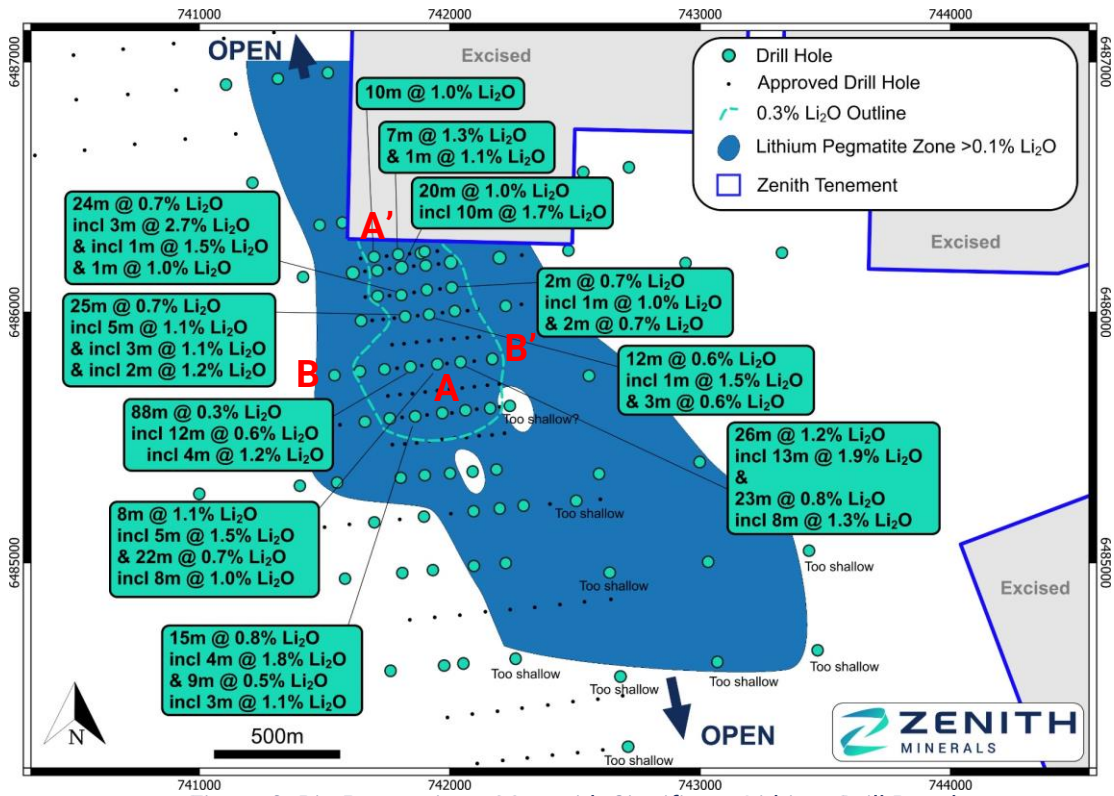 741000 742000 743000 744000
6487000
6487000
OPEN
Excised
Drill Hole
Approved Drill Hole
0.3% Li₂O Outline
Lithium Pegmatite Zone >0.1% Li₂O
Zenith Tenement
10m @ 1.0% Li₂O
7m @ 1.3% Li₂O
& 1m @ 1.1% Li₂O
20m @ 1.0% Li₂O
incl 10m @ 1.7% Li₂O
24m @ 0.7% Li₂O
incl 3m @ 2.7% Li₂O
& incl 1m @ 1.5% Li₂O
& 1m @ 1.0% Li₂O
A’
Excised
2m @ 0.7% Li₂O
incl 1m @ 1.0% Li₂O
& 2m @ 0.7% Li₂O
6486000
6486000
25m @ 0.7% Li₂O
incl 5m @ 1.1% Li₂O
& incl 3m @ 1.1% Li₂O
& incl 2m @ 1.2% Li₂O
B’
B
A
12m @ 0.6% Li₂O
incl 1m @ 1.5% Li₂O
& 3m @ 0.6% Li₂O
Too shallow?
88m @ 0.3% Li₂O
incl 12m @ 0.6% Li₂O
incl 4m @ 1.2% Li₂O
26m @ 1.2% Li₂O
incl 13m @ 1.9% Li₂O
&
23m @ 0.8% Li₂O
incl 8m @ 1.3% Li₂O
8m @ 1.1% Li₂O
incl 5m @ 1.5% Li₂O
& 22m @ 0.7% Li₂O
incl 8m @ 1.0% Li₂O
Too shallow
6485000
6485000
Too shallow
Too shallow
Excised
15m @ 0.8% Li₂O
incl 4m @ 1.8% Li₂O
& 9m @ 0.5% Li₂O
incl 3m @ 1.1% Li₂O
Too shallow
Too shallow
Too shallow
Too shallow
N
500m
OPEN
Too shallow
ZENITH
MINERALS
741000 742000 743000 744000